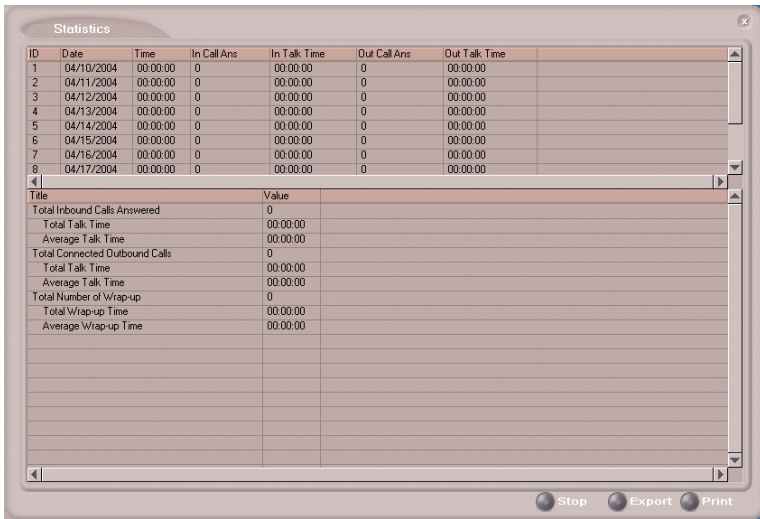 Statistics
x
ID Date Time In Call Ans In Talk Time Out Call Ans Out Talk Time
1 04/10/2004 00:00:00 0 00:00:00 0 00:00:00
2 04/11/2004 00:00:00 0 00:00:00 0 00:00:00
3 04/12/2004 00:00:00 0 00:00:00 0 00:00:00
4 04/13/2004 00:00:00 0 00:00:00 0 00:00:00
5 04/14/2004 00:00:00 0 00:00:00 0 00:00:00
6 04/15/2004 00:00:00 0 00:00:00 0 00:00:00
7 04/16/2004 00:00:00 0 00:00:00 0 00:00:00
8 04/17/2004 00:00:00 0 00:00:00 0 00:00:00
Title Value
Total Inbound Calls Answered 0
Total Talk Time 00:00:00
Average Talk Time 00:00:00
Total Connected Outbound Calls 0
Total Talk Time 00:00:00
Average Talk Time 00:00:00
Total Number of Wrap-up 0
Total Wrap-up Time 00:00:00
Average Wrap-up Time 00:00:00
Stop Export Print